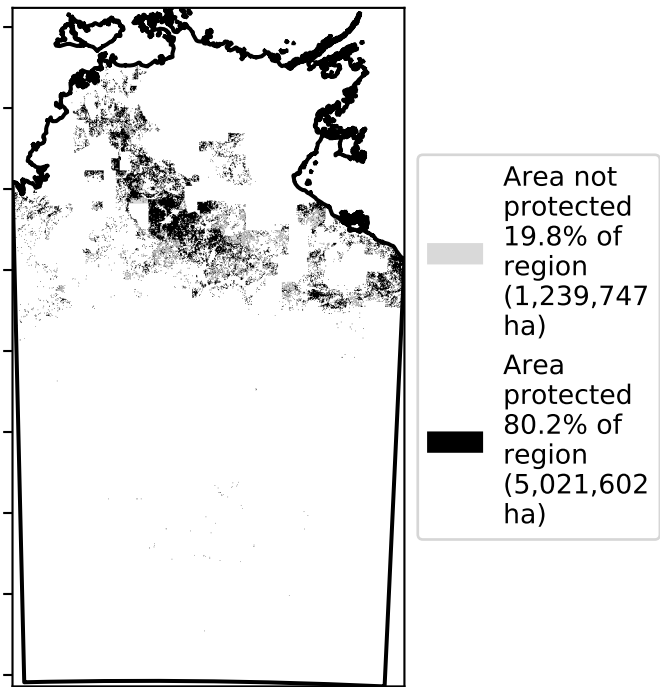 Area not
protected
19.8% of
region
(1,239,747
ha)
Area
protected
80.2% of
region
(5,021,602
ha)